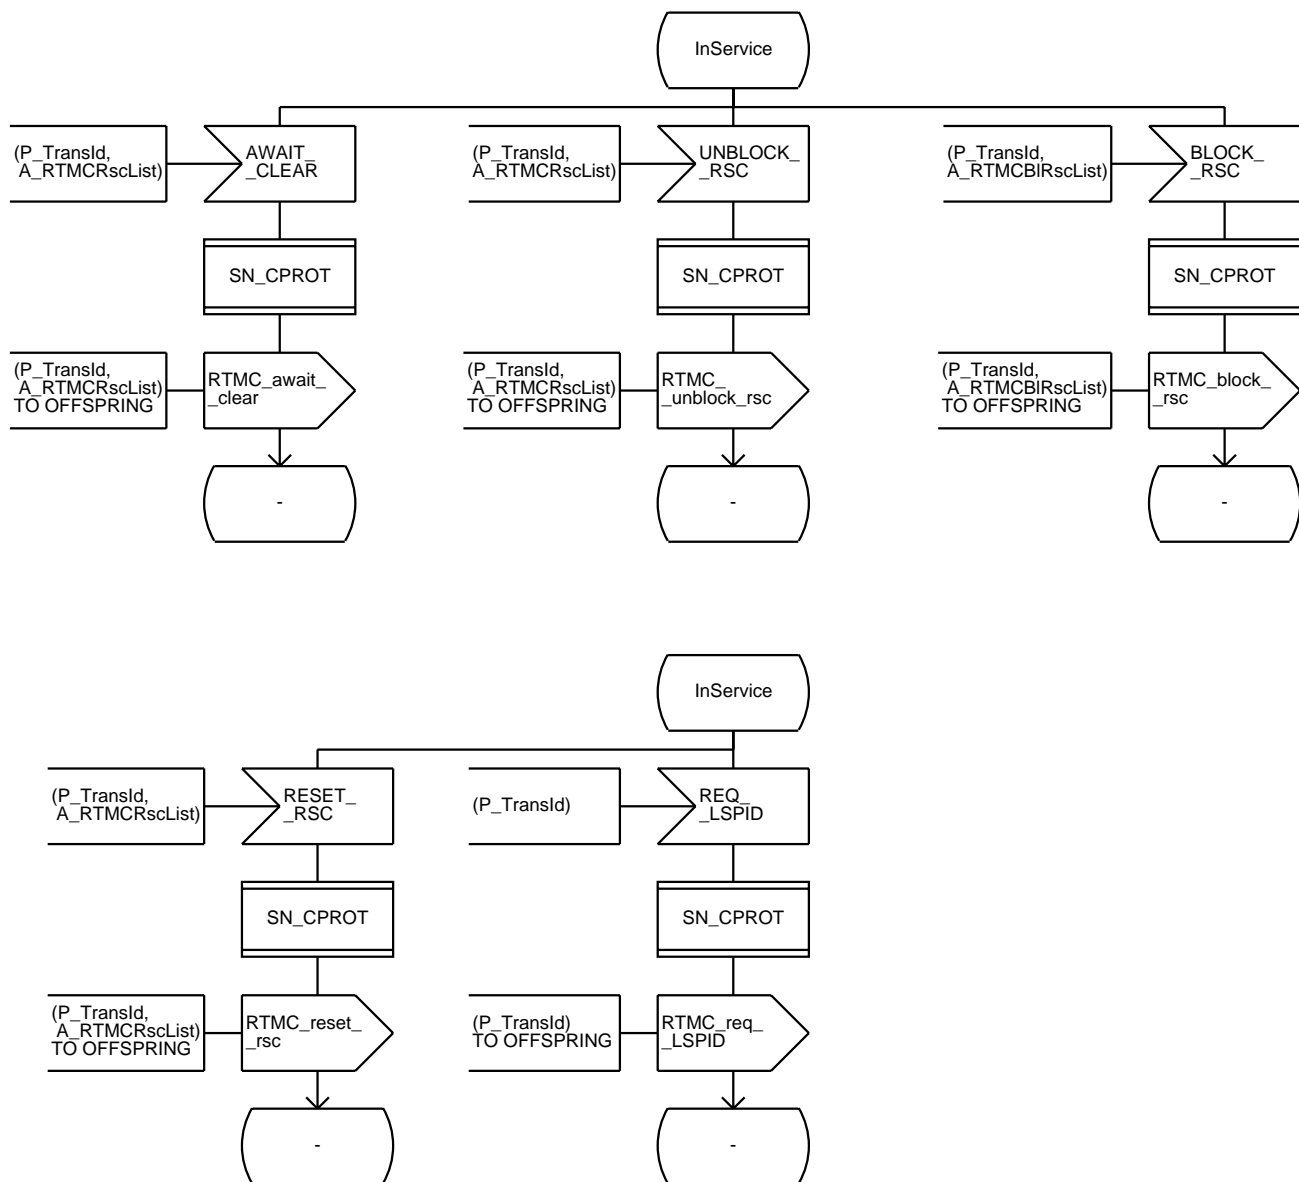 InService
(P_TransId,
A_RTMCRscList)
AWAIT_
_CLEAR
(P_TransId,
A_RTMCRscList)
UNBLOCK_
_RSC
(P_TransId,
A_RTMCBlRscList)
BLOCK_
_RSC
SN_CPROT
SN_CPROT
SN_CPROT
(P_TransId,
A_RTMCRscList)
TO OFFSPRING
RTMC_await_
_clear
(P_TransId,
A_RTMCRscList)
TO OFFSPRING
RTMC_
_unblock_rsc
(P_TransId,
A_RTMCBlRscList)
TO OFFSPRING
RTMC_block_
_rsc
-
-
-
InService
(P_TransId,
A_RTMCRscList)
RESET_
_RSC
(P_TransId)
REQ_
_LSPID
SN_CPROT
SN_CPROT
(P_TransId,
A_RTMCRscList)
TO OFFSPRING
RTMC_reset_
_rsc
(P_TransId)
TO OFFSPRING
RTMC_req_
_LSPID
-
-